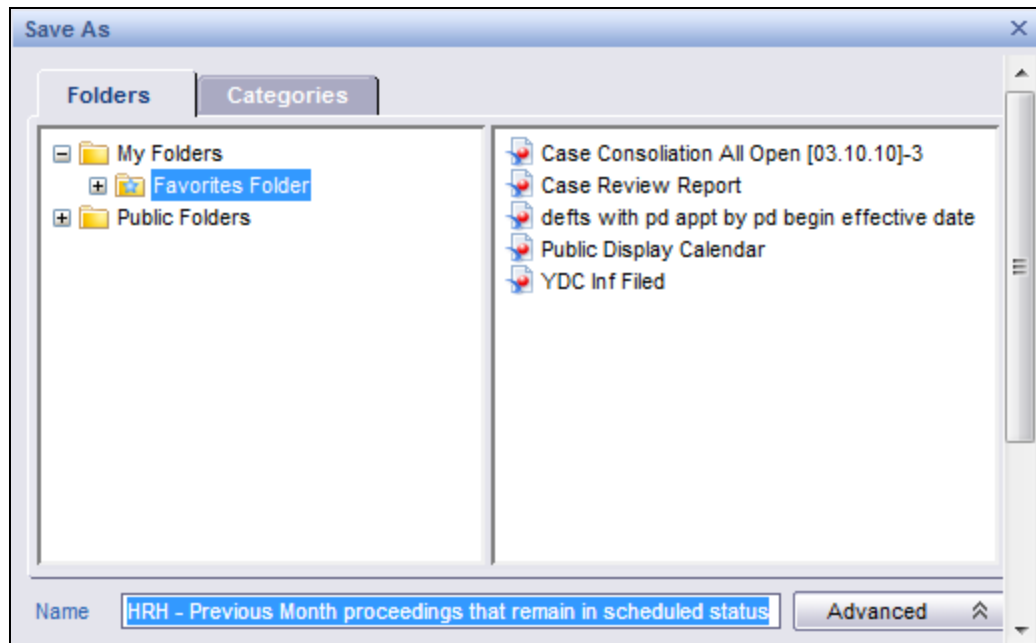 Save As
Folders
Categories
My Folders
Favorites Folder
Public Folders
Case Consoliation All Open [03.10.10]-3
Case Review Report
defts with pd appt by pd begin effective date
Public Display Calendar
YDC Inf Filed
Name
HRH - Previous Month proceedings that remain in scheduled status
Advanced